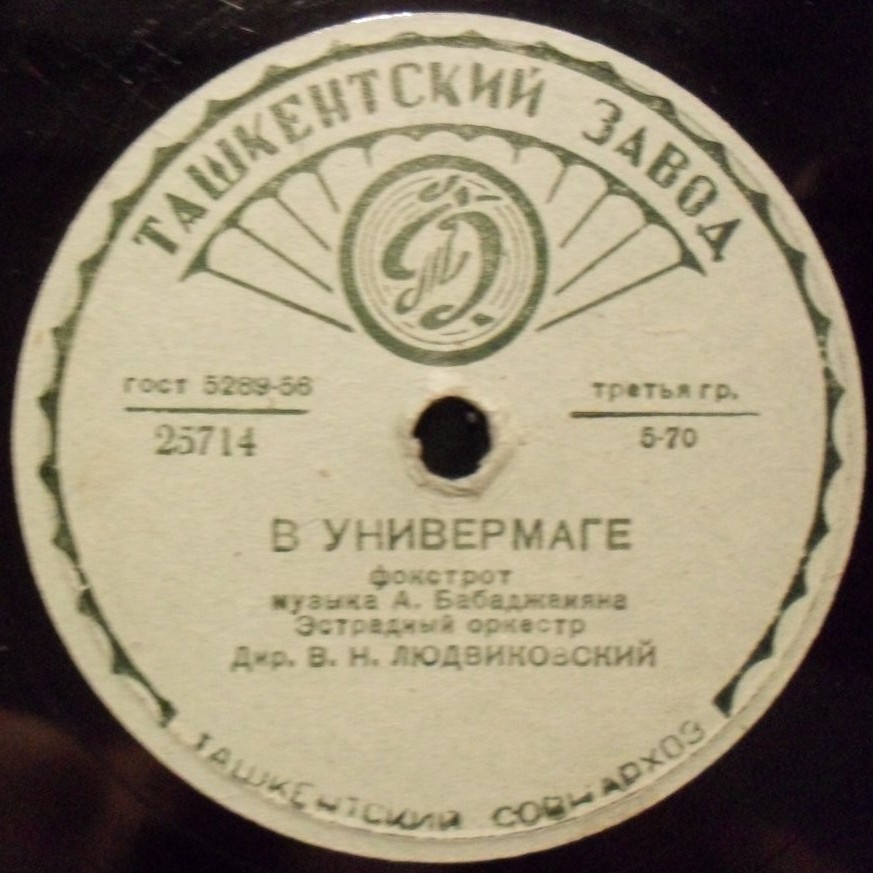 ТАШКЕНТСКИЙ ЗАВОД
гост 5289-56
25714
третья гр.
5-70
В УНИВЕРМАГЕ
фокстрот
музыка А. Бабаджаняна
Эстрадный оркестр
Дир. В. Н. ЛЮДВИКОВСКИЙ
ТАШКЕНТСКИЙ СОВНАРХОЗ